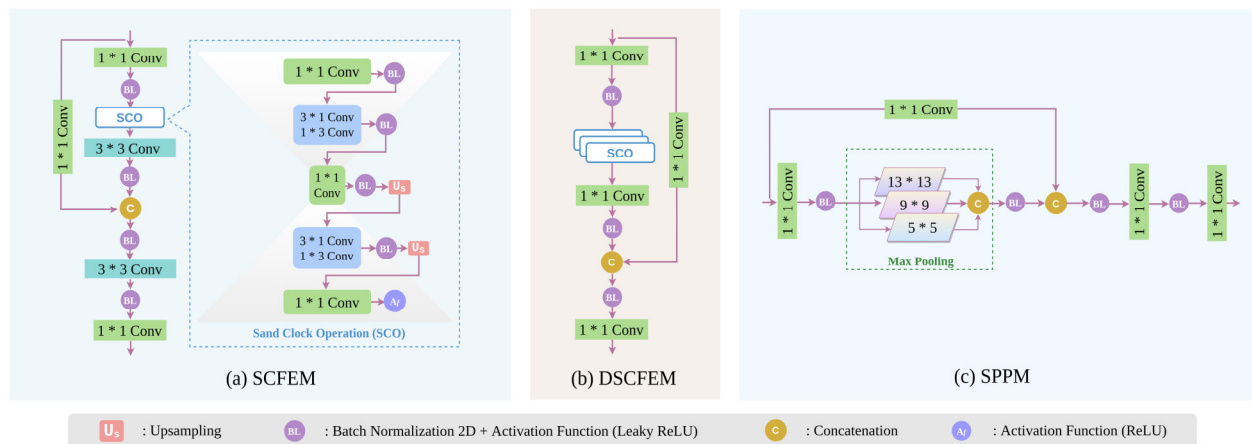 1 * 1 Conv
BL
SCO
3 * 3 Conv
1 * 1 Conv
BL
C
BL
3 * 3 Conv
BL
1 * 1 Conv
1 * 1 Conv
BL
3 * 1 Conv
1 * 3 Conv
BL
1 * 1
Conv
BL
Us
3 * 1 Conv
1 * 3 Conv
BL
Us
1 * 1 Conv
Af
Sand Clock Operation (SCO)
(a) SCFEM
1 * 1 Conv
BL
SCO
1 * 1 Conv
1 * 1 Conv
BL
C
BL
1 * 1 Conv
(b) DSCFEM
1 * 1 Conv
1 * 1 Conv
BL
13 * 13
9 * 9
5 * 5
C
Max Pooling
BL
C
BL
1 * 1 Conv
BL
1 * 1 Conv
(c) SPPM
Us : Upsampling
BL : Batch Normalization 2D + Activation Function (Leaky ReLU)
C : Concatenation
Af : Activation Function (ReLU)